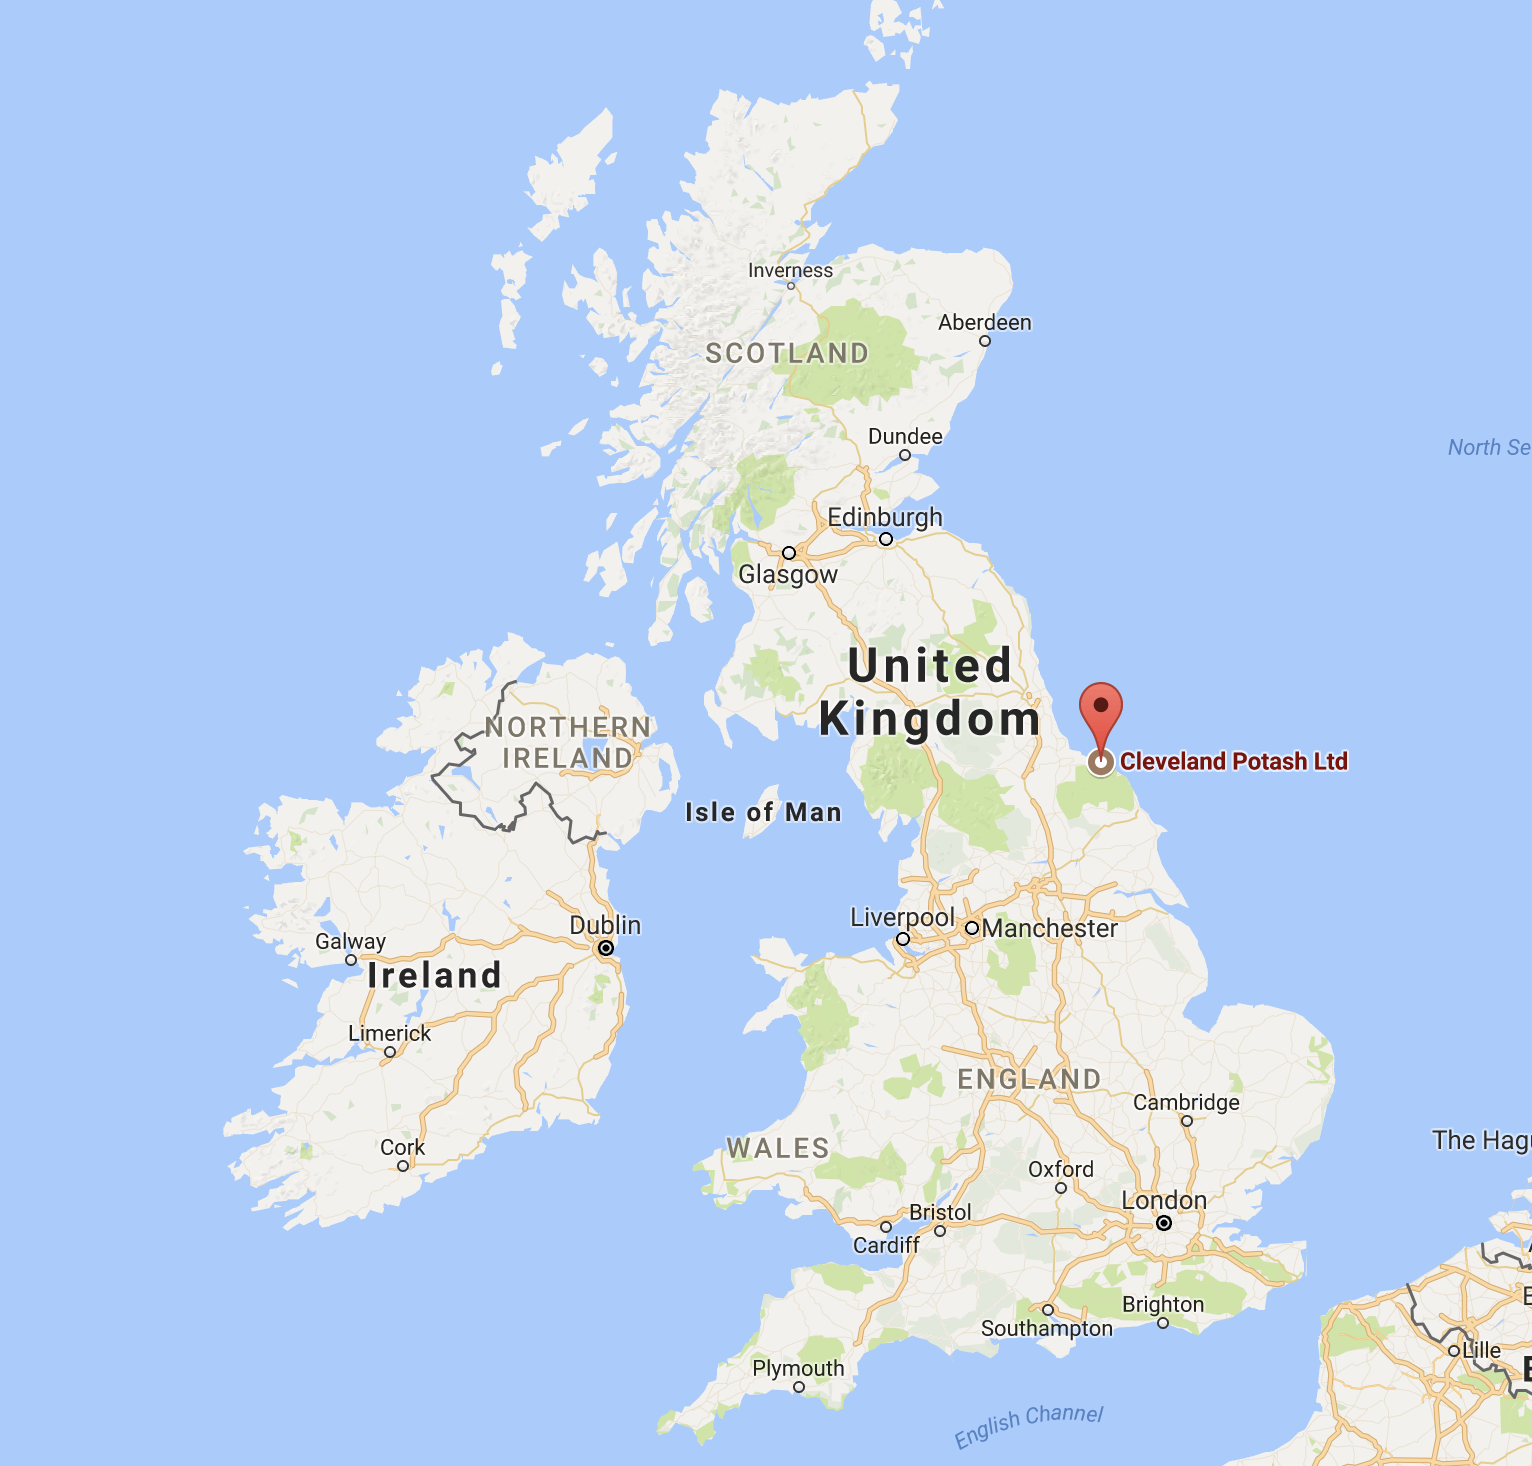 Inverness
Aberdeen
SCOTLAND
Dundee
North Se
Edinburgh
Glasgow
United
Kingdom
NORTHERN
IRELAND
Cleveland Potash Ltd
Isle of Man
Liverpool
Manchester
Dublin
Galway
Ireland
Limerick
ENGLAND
Cambridge
The Hagu
Cork
WALES
Oxford
London
Bristol
Cardiff
Brighton
Southampton
Lille
Plymouth
English Channel